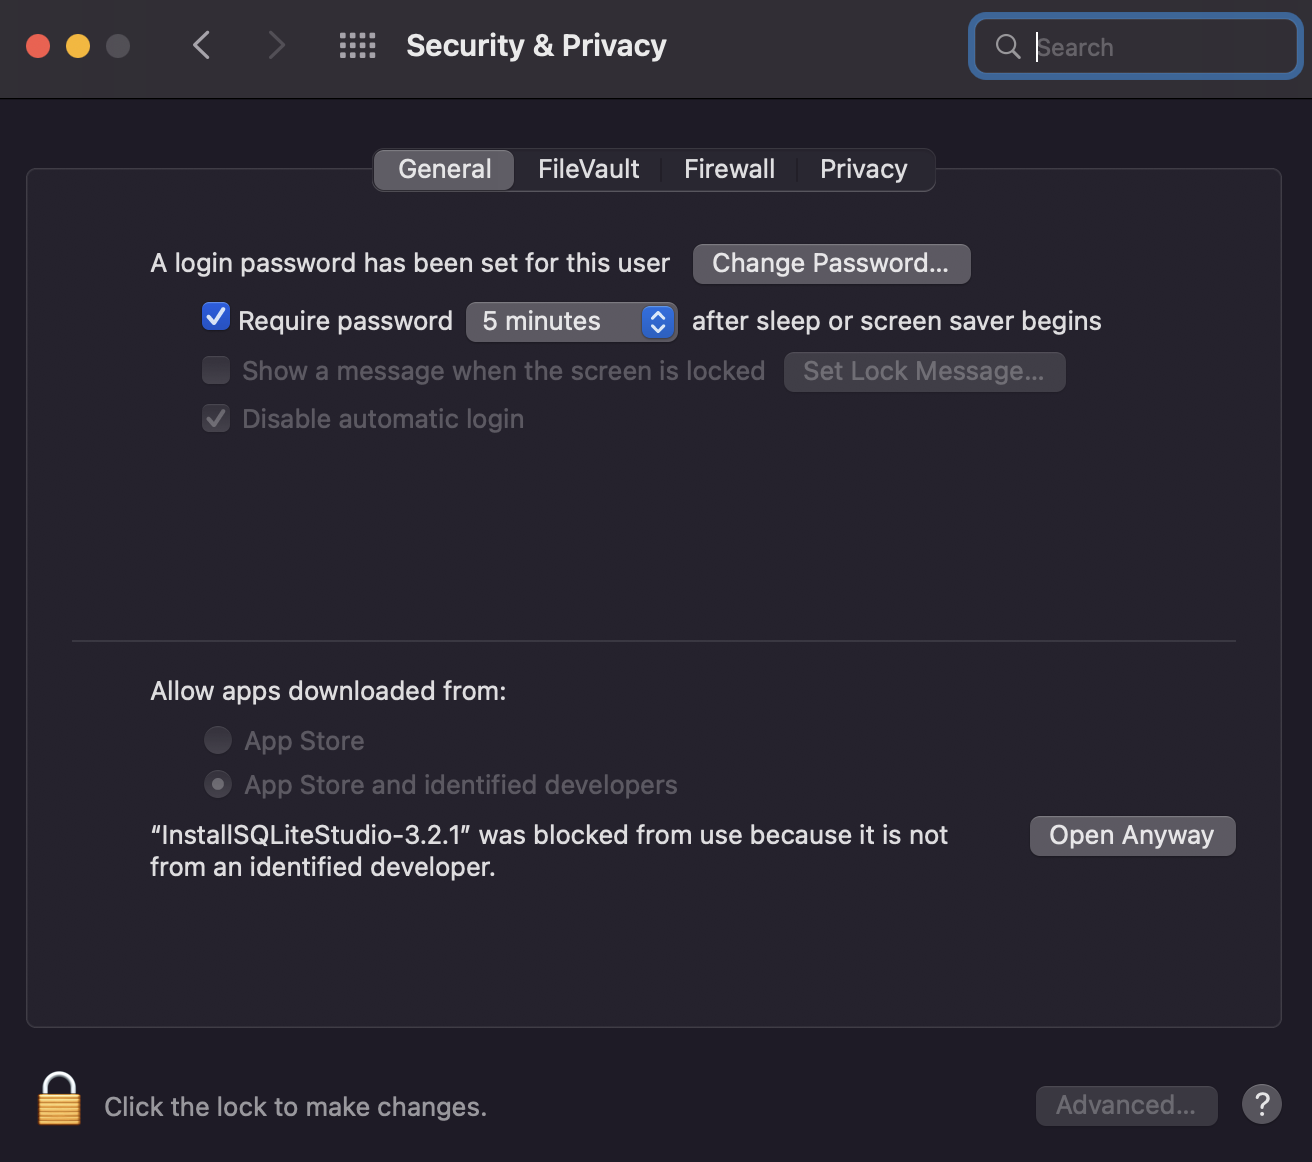 Security & Privacy
Search
General
FileVault
Firewall
Privacy
A login password has been set for this user
Change Password...
Require password
5 minutes
after sleep or screen saver begins
Show a message when the screen is locked
Set Lock Message...
Disable automatic login
Allow apps downloaded from:
App Store
App Store and identified developers
“InstallSQLiteStudio-3.2.1” was blocked from use because it is not
from an identified developer.
Open Anyway
Click the lock to make changes.
Advanced...
?